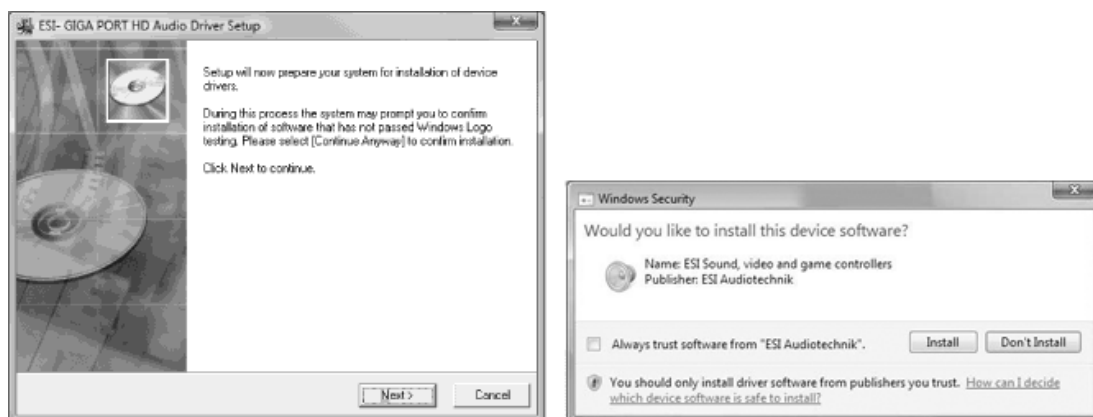 ESI- GIGA PORT HD Audio Driver Setup
Setup will now prepare your system for installation of device
drivers.
During this process the system may prompt you to confirm
installation of software that has not passed Windows Logo
testing. Please select [Continue Anyway] to confirm installation.
Click Next to continue.
Next >
Cancel
Windows Security
Would you like to install this device software?
Name: ESI Sound, video and game controllers
Publisher: ESI Audiotechnik
Always trust software from "ESI Audiotechnik".
Install
Don't Install
You should only install driver software from publishers you trust. How can I decide
which device software is safe to install?